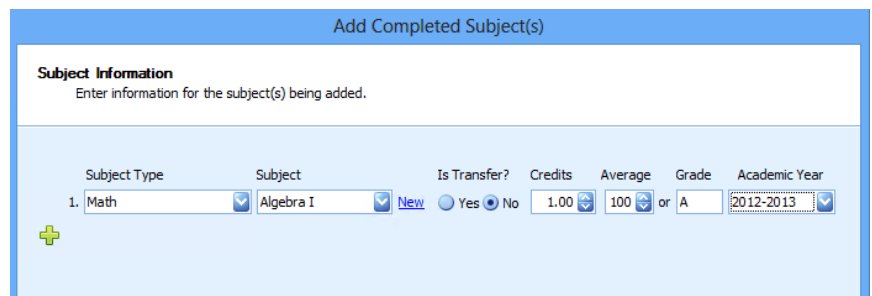 Add Completed Subject(s)
Subject Information
Enter information for the subject(s) being added.
Subject Type Subject Is Transfer? Credits Average Grade Academic Year
1. Math Algebra I New Yes No 1.00 100 or A 2012-2013